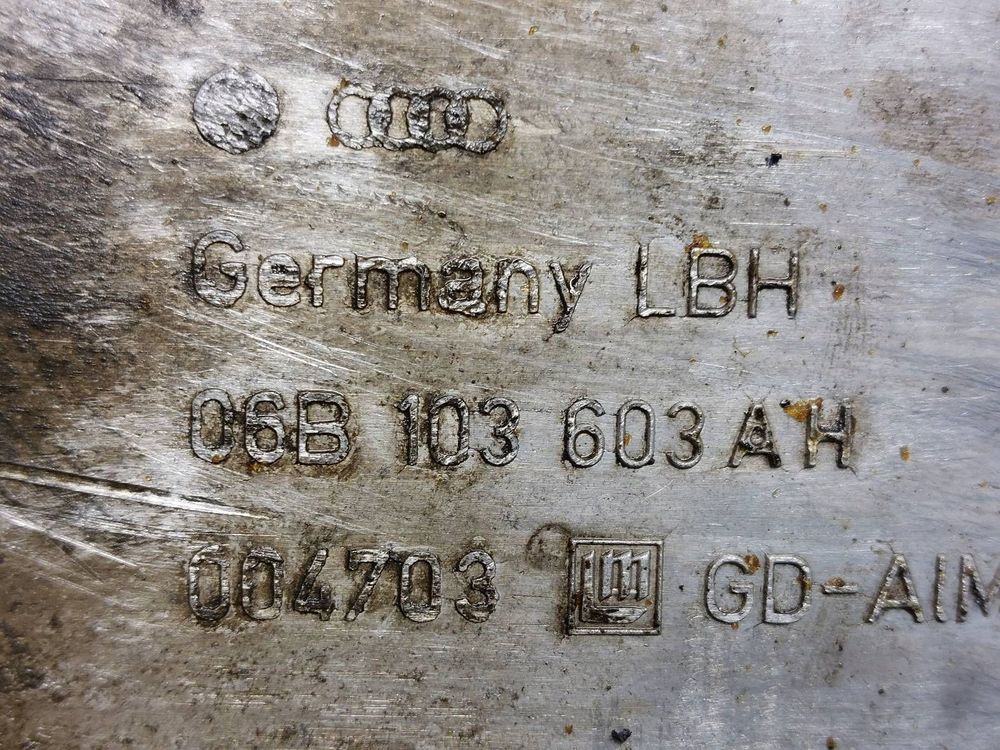 Germany LBH
06B 103 603 AH
004703 GD-AIM